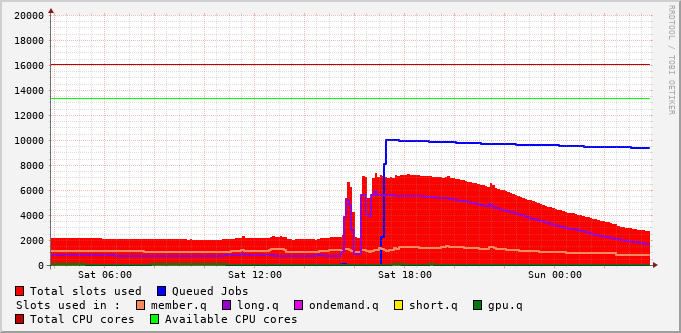 20000
18000
16000
14000
12000
10000
8000
6000
4000
2000
0
Sat 06:00 Sat 12:00 Sat 18:00 Sun 00:00
Total slots used Queued Jobs
Slots used in : member.q long.q ondemand.q short.q gpu.q
Total CPU cores Available CPU cores
RRDTOOL / TOBI OETIKER